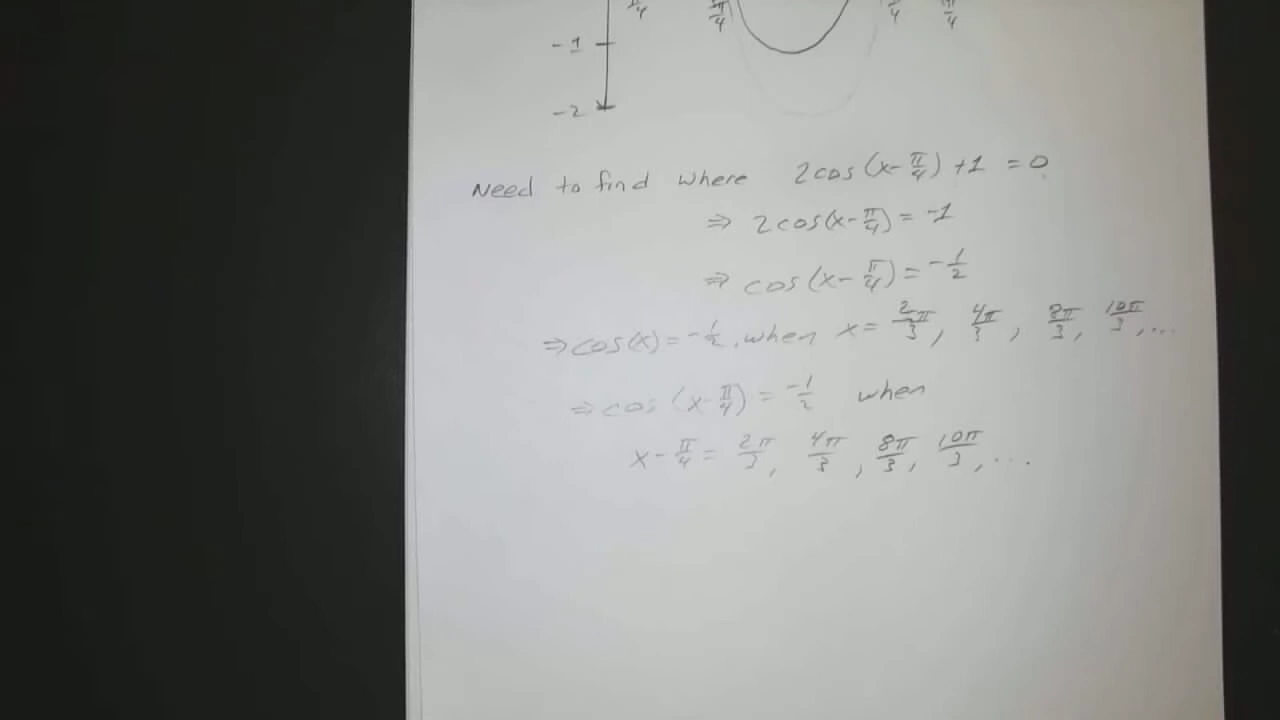 -1
-2
Need to find where 2cos(x-π/4)+1 = 0
⇒ 2cos(x-π/4) = -1
⇒ cos(x-π/4) = -1/2
⇒ cos(x) = -1/2 when x = 2π/3, 4π/3, 8π/3, 10π/3, ...
⇒ cos(x-π/4) = -1/2 when
x-π/4 = 2π/3, 4π/3, 8π/3, 10π/3, ...